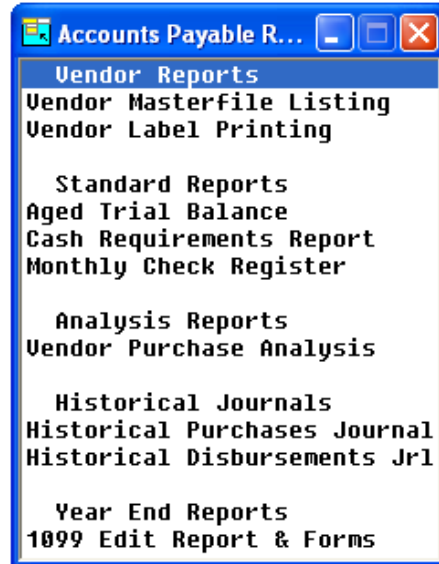 Accounts Payable R...
Vendor Reports
Vendor Masterfile Listing
Vendor Label Printing
Standard Reports
Aged Trial Balance
Cash Requirements Report
Monthly Check Register
Analysis Reports
Vendor Purchase Analysis
Historical Journals
Historical Purchases Journal
Historical Disbursements Jrl
Year End Reports
1099 Edit Report & Forms